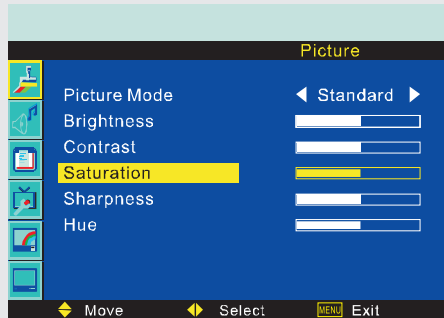 Picture
Picture Mode Standard
Brightness
Contrast
Saturation
Sharpness
Hue
Move Select MENU Exit